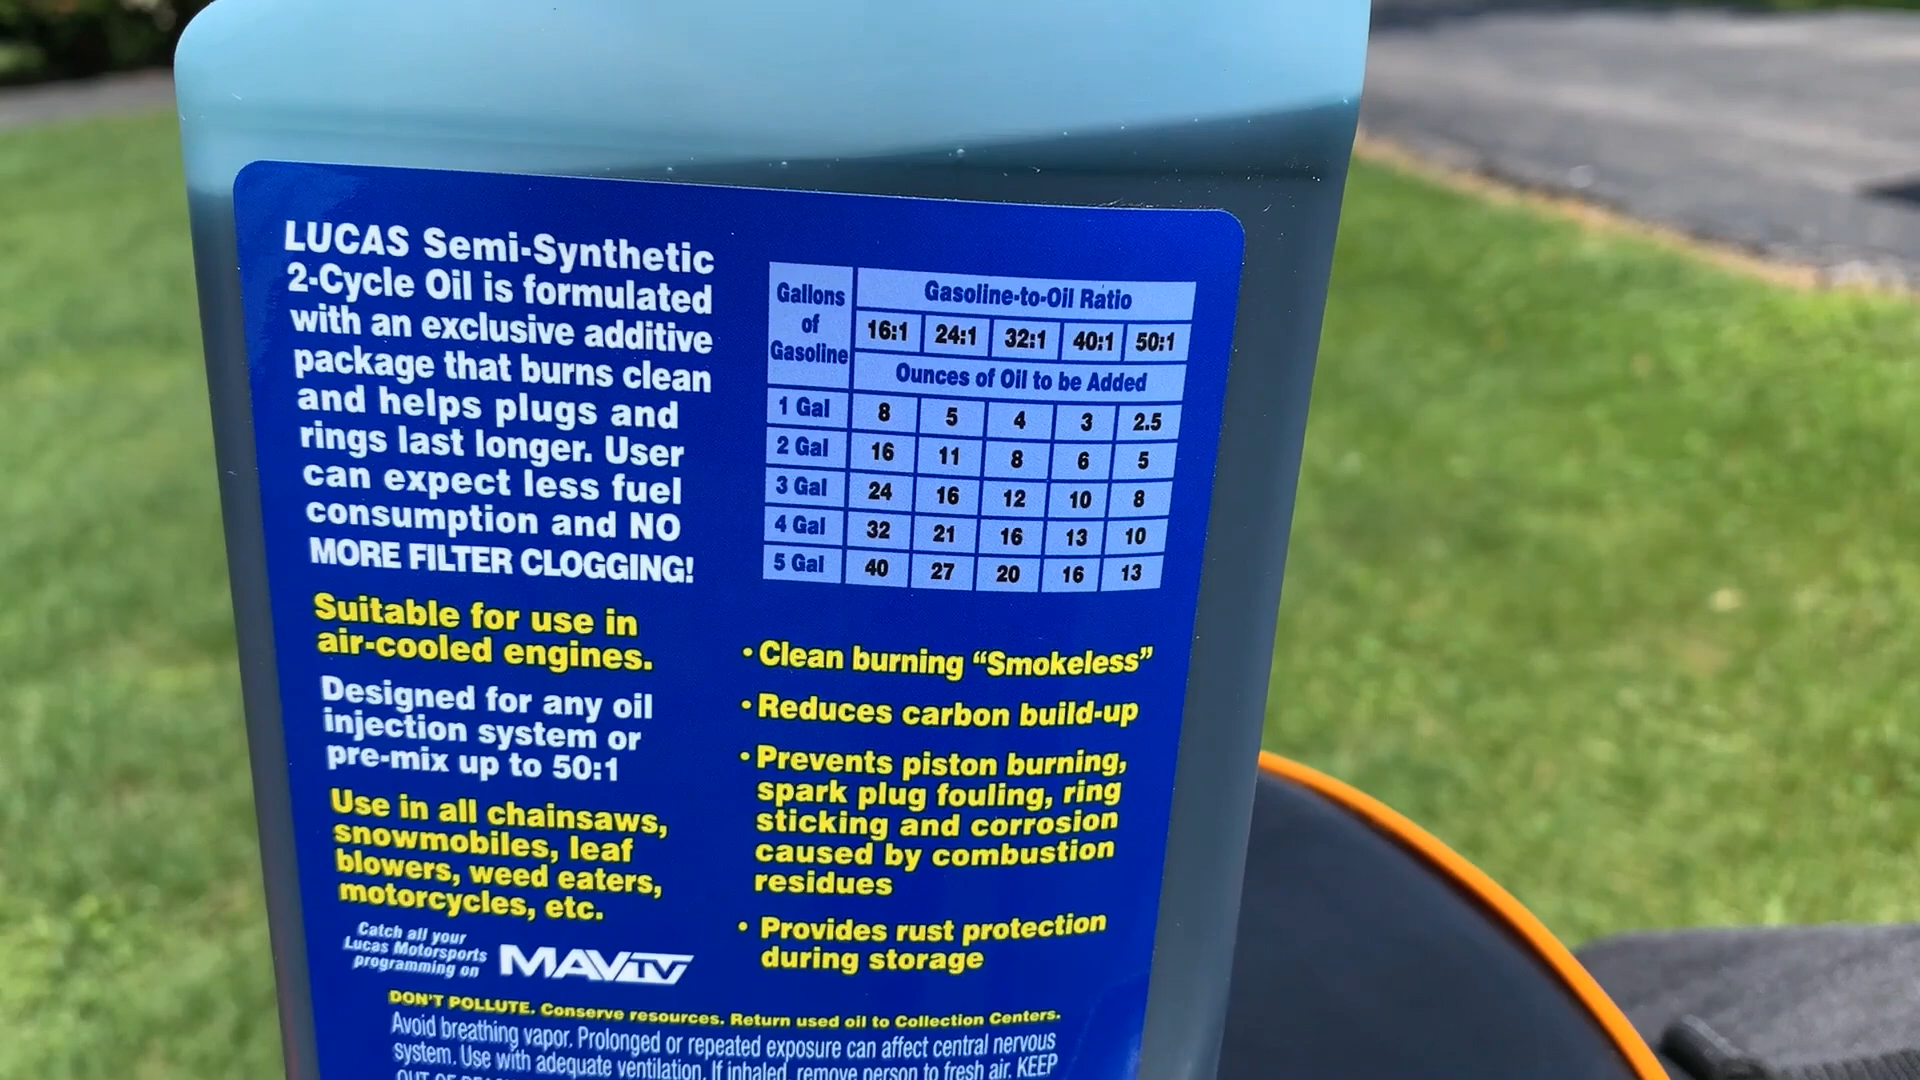 LUCAS Semi-Synthetic
2-Cycle Oil is formulated
with an exclusive additive
package that burns clean
and helps plugs and
rings last longer. User
can expect less fuel
consumption and NO
MORE FILTER CLOGGING!
Suitable for use in
air-cooled engines.
Designed for any oil
injection system or
pre-mix up to 50:1
Use in all chainsaws,
snowmobiles, leaf
blowers, weed eaters,
motorcycles, etc.
Catch all your
Lucas Motorsports
programming on
MAVTV
Gallons
of
Gasoline
Gasoline-to-Oil Ratio
16:1 24:1 32:1 40:1 50:1
Ounces of Oil to be Added
1 Gal 8 5 4 3 2.5
2 Gal 16 11 8 6 5
3 Gal 24 16 12 10 8
4 Gal 32 21 16 13 10
5 Gal 40 27 20 16 13
• Clean burning “Smokeless”
• Reduces carbon build-up
• Prevents piston burning,
spark plug fouling, ring
sticking and corrosion
caused by combustion
residues
• Provides rust protection
during storage
DON'T POLLUTE. Conserve resources. Return used oil to Collection Centers.
Avoid breathing vapor. Prolonged or repeated exposure can affect central nervous
system. Use with adequate ventilation. If inhaled, remove person to fresh air. KEEP
OUT OF